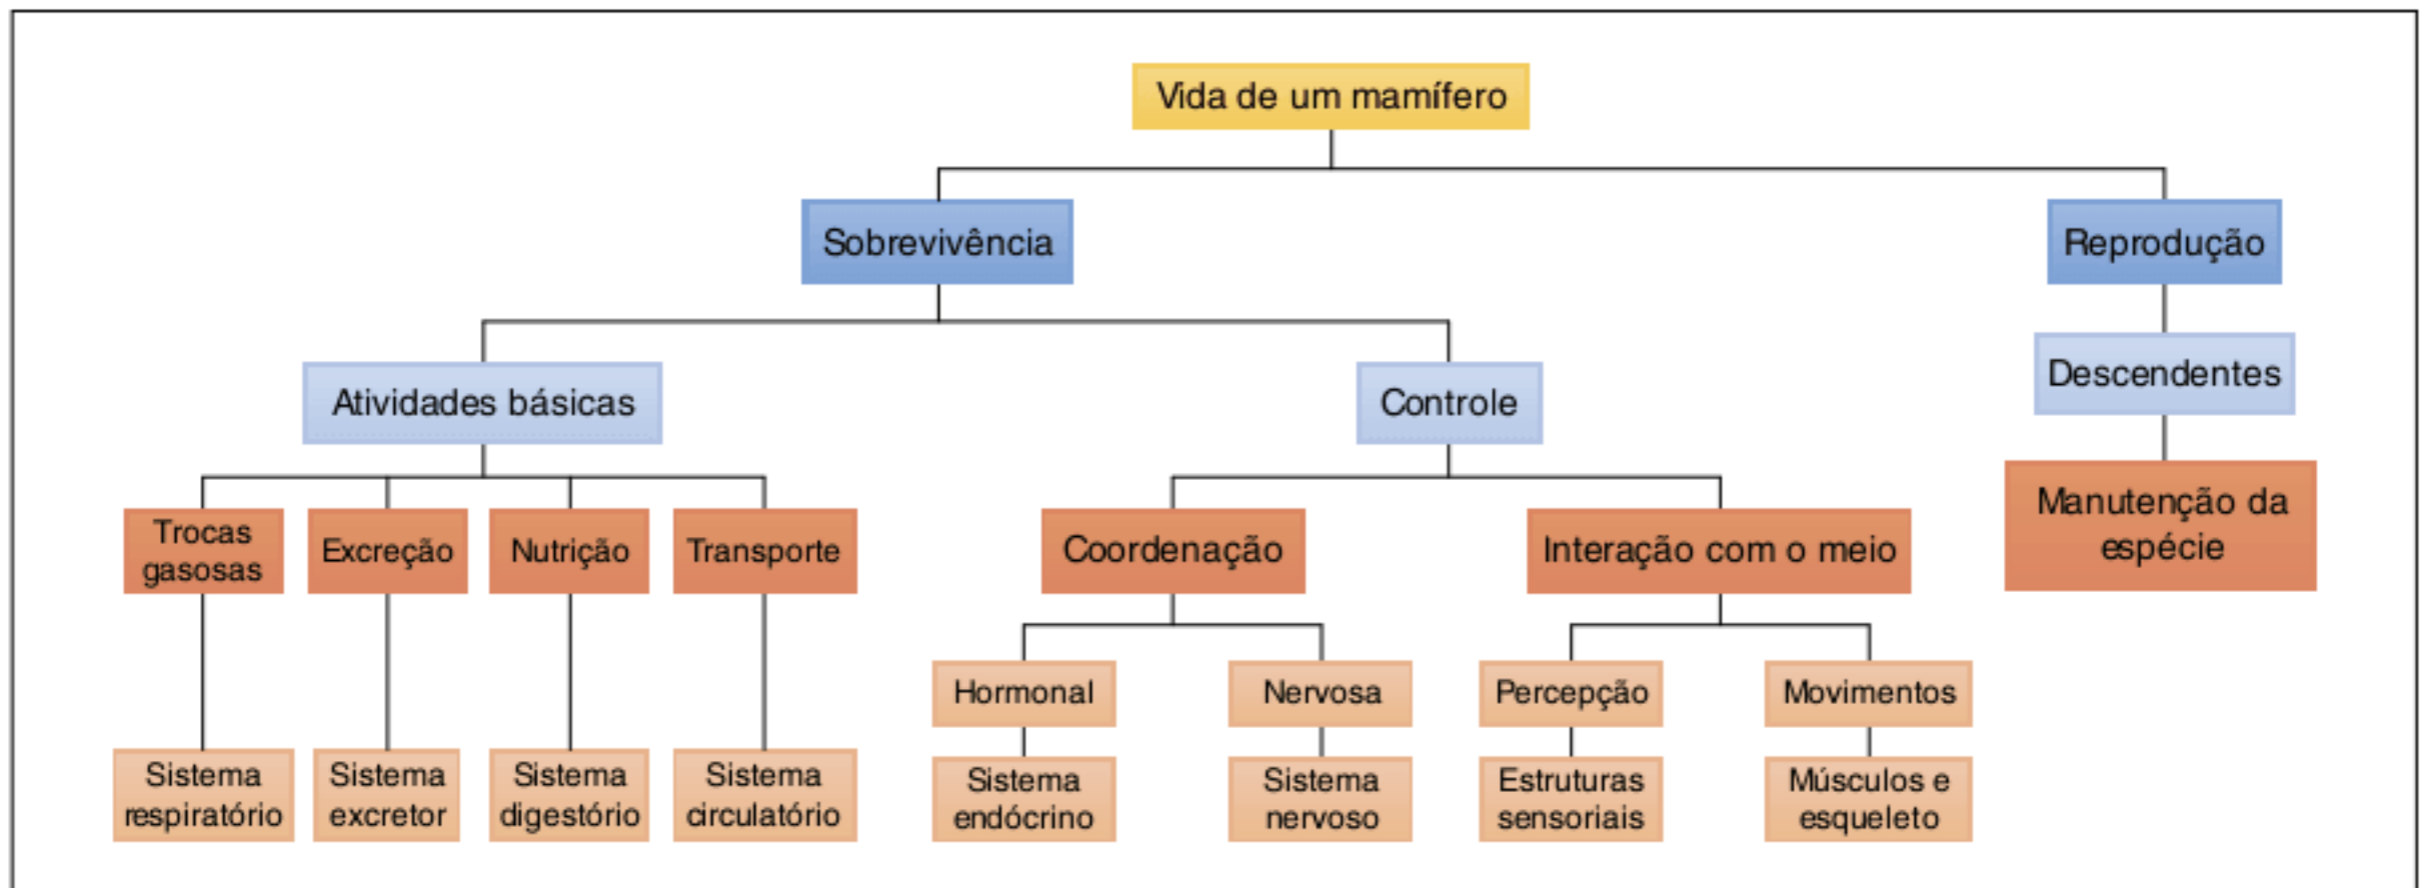 Vida de um mamífero
Sobrevivência
Reprodução
Descendentes
Atividades básicas
Controle
Manutenção da
espécie
Trocas
gasosas
Excreção
Nutrição
Transporte
Coordenação
Interação com o meio
Hormonal
Nervosa
Percepção
Movimentos
Sistema
respiratório
Sistema
excretor
Sistema
digestório
Sistema
circulatório
Sistema
endócrino
Sistema
nervoso
Estruturas
sensoriais
Músculos e
esqueleto